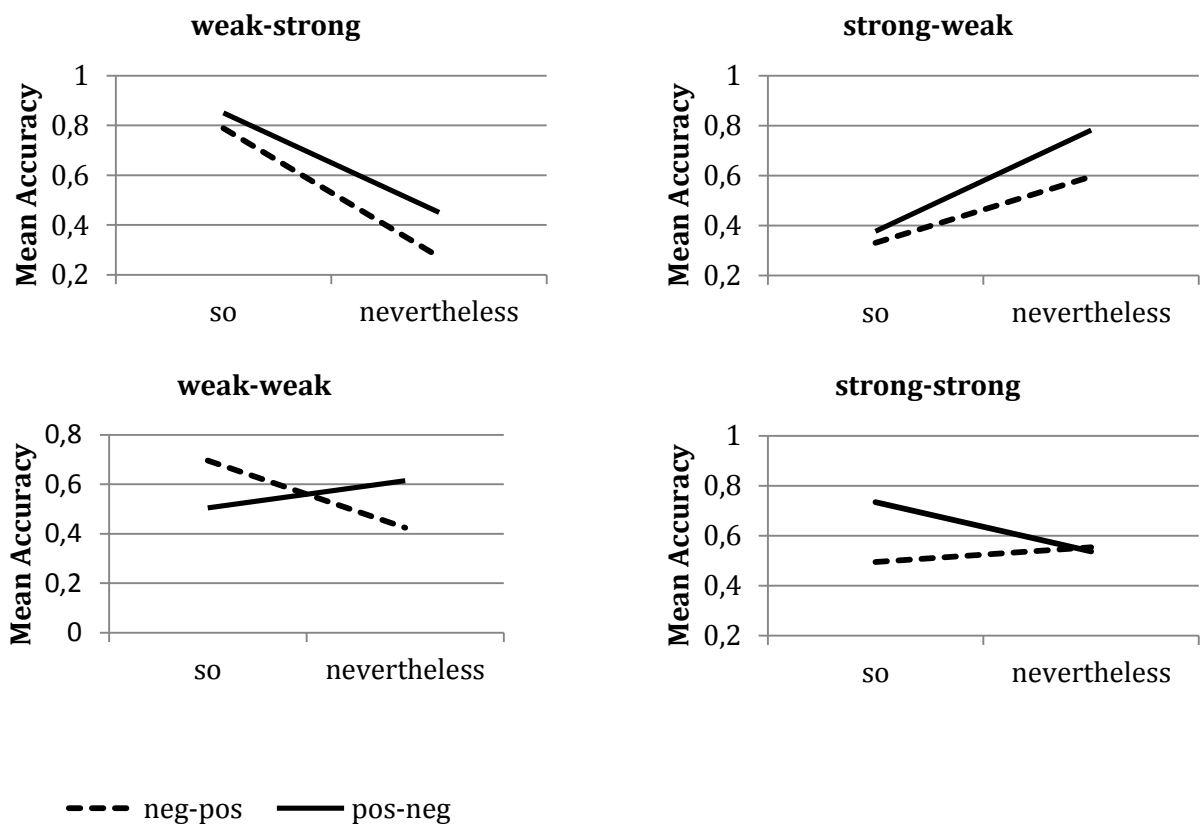 weak-strong
Mean Accuracy
1
0,8
0,6
0,4
0,2
so nevertheless
strong-weak
Mean Accuracy
1
0,8
0,6
0,4
0,2
so nevertheless
weak-weak
Mean Accuracy
0,8
0,6
0,4
0,2
0
so nevertheless
strong-strong
Mean Accuracy
1
0,8
0,6
0,4
0,2
so nevertheless
neg-pos pos-neg